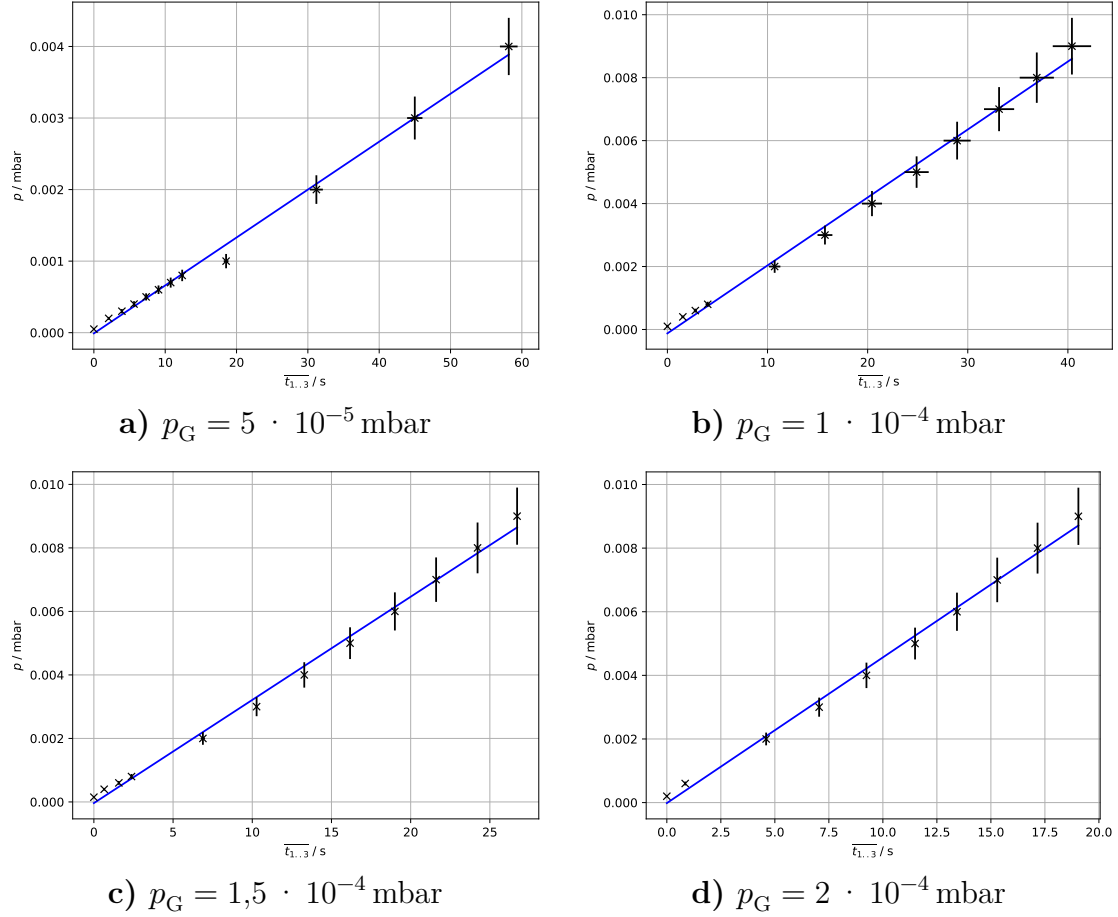 0.004
0.003
0.002
0.001
0.000
p / mbar
0 10 20 30 40 50 60
t₁..₃ / s
a) p_G = 5 · 10⁻⁵ mbar
0.010
0.008
0.006
0.004
0.002
0.000
p / mbar
0 10 20 30 40
t₁..₃ / s
b) p_G = 1 · 10⁻⁴ mbar
0.010
0.008
0.006
0.004
0.002
0.000
p / mbar
0 5 10 15 20 25
t₁..₃ / s
c) p_G = 1,5 · 10⁻⁴ mbar
0.010
0.008
0.006
0.004
0.002
0.000
p / mbar
0.0 2.5 5.0 7.5 10.0 12.5 15.0 17.5 20.0
t₁..₃ / s
d) p_G = 2 · 10⁻⁴ mbar